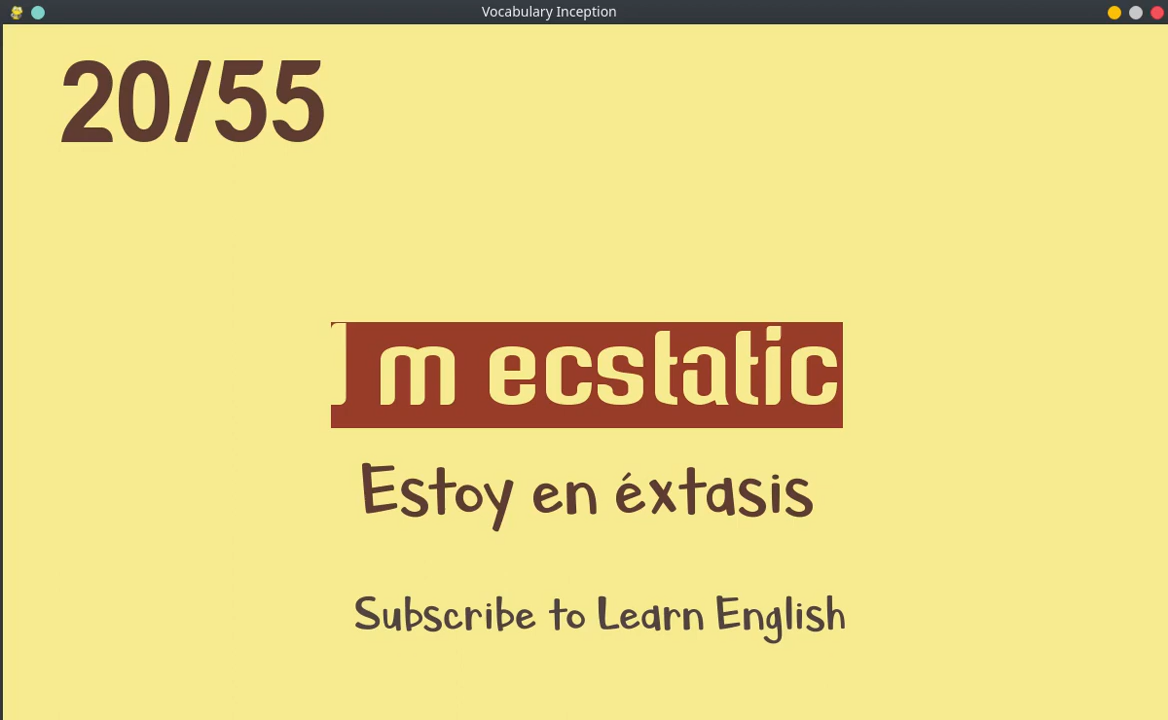 Vocabulary Inception
20/55
I m ecstatic
Estoy en éxtasis
Subscribe to Learn English